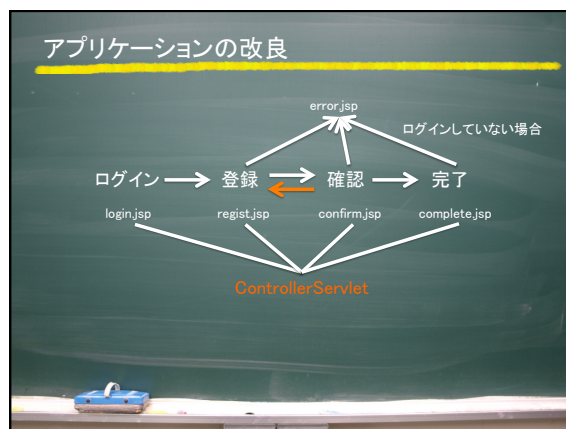 アプリケーションの改良
error.jsp
ログインしていない場合
ログイン 登録 確認 完了
login.jsp regist.jsp confirm.jsp complete.jsp
ControllerServlet